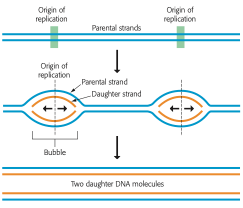 Origin of
replication
Origin of
replication
Parental strands
Origin of
replication
Parental strand
Daughter strand
Bubble
Two daughter DNA molecules